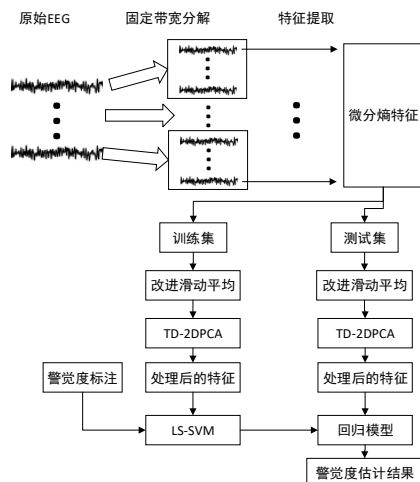 原始EEG
固定带宽分解
特征提取
微分熵特征
训练集
测试集
改进滑动平均
改进滑动平均
TD-2DPCA
TD-2DPCA
警觉度标注
处理后的特征
处理后的特征
LS-SVM
回归模型
警觉度估计结果